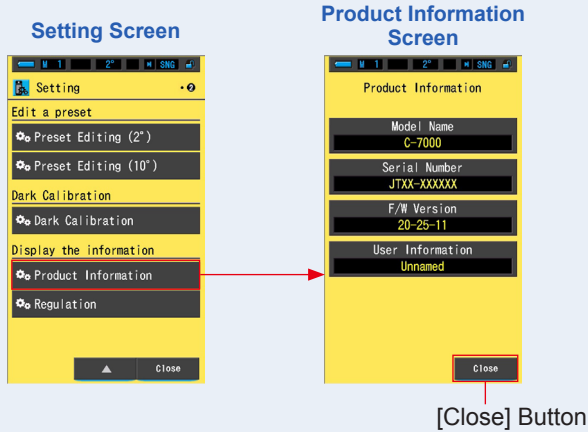 Setting Screen
M 1 2° SNG
Setting ・❷
Edit a preset
Preset Editing (2°)
Preset Editing (10°)
Dark Calibration
Dark Calibration
Display the information
Product Information
Regulation
▲ Close
Product Information
Screen
M 1 2° SNG
Product Information
Model Name
C-7000
Serial Number
JTXX-XXXXXX
F/W Version
20-25-11
User Information
Unnamed
Close
[Close] Button